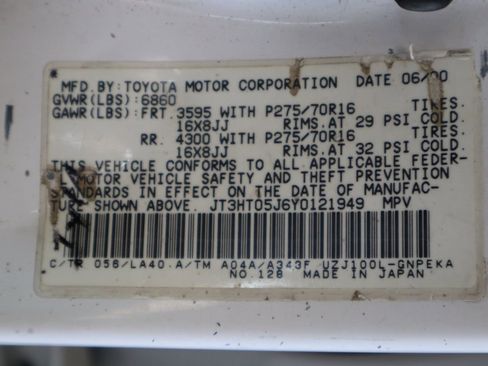 MFD.BY:TOYOTA MOTOR CORPORATION DATE 06/00
GVWR(LBS):6860
GAWR(LBS):FRT.3595 WITH P275/70R16 TIRES.
16X8JJ RIMS.AT 29 PSI COLD.
RR. 4300 WITH P275/70R16 TIRES.
16X8JJ RIMS.AT 32 PSI COLD.
THIS VEHICLE CONFORMS TO ALL APPLICABLE FEDER-
AL MOTOR VEHICLE SAFETY AND THEFT PREVENTION
STANDARDS IN EFFECT ON THE DATE OF MANUFAC-
TURE SHOWN ABOVE. JT3HT05J6Y0121949 MPV
C/TR 056/LA40 A/TM A04A/A343F UZJ100L-GNPEKA
NO.128 MADE IN JAPAN